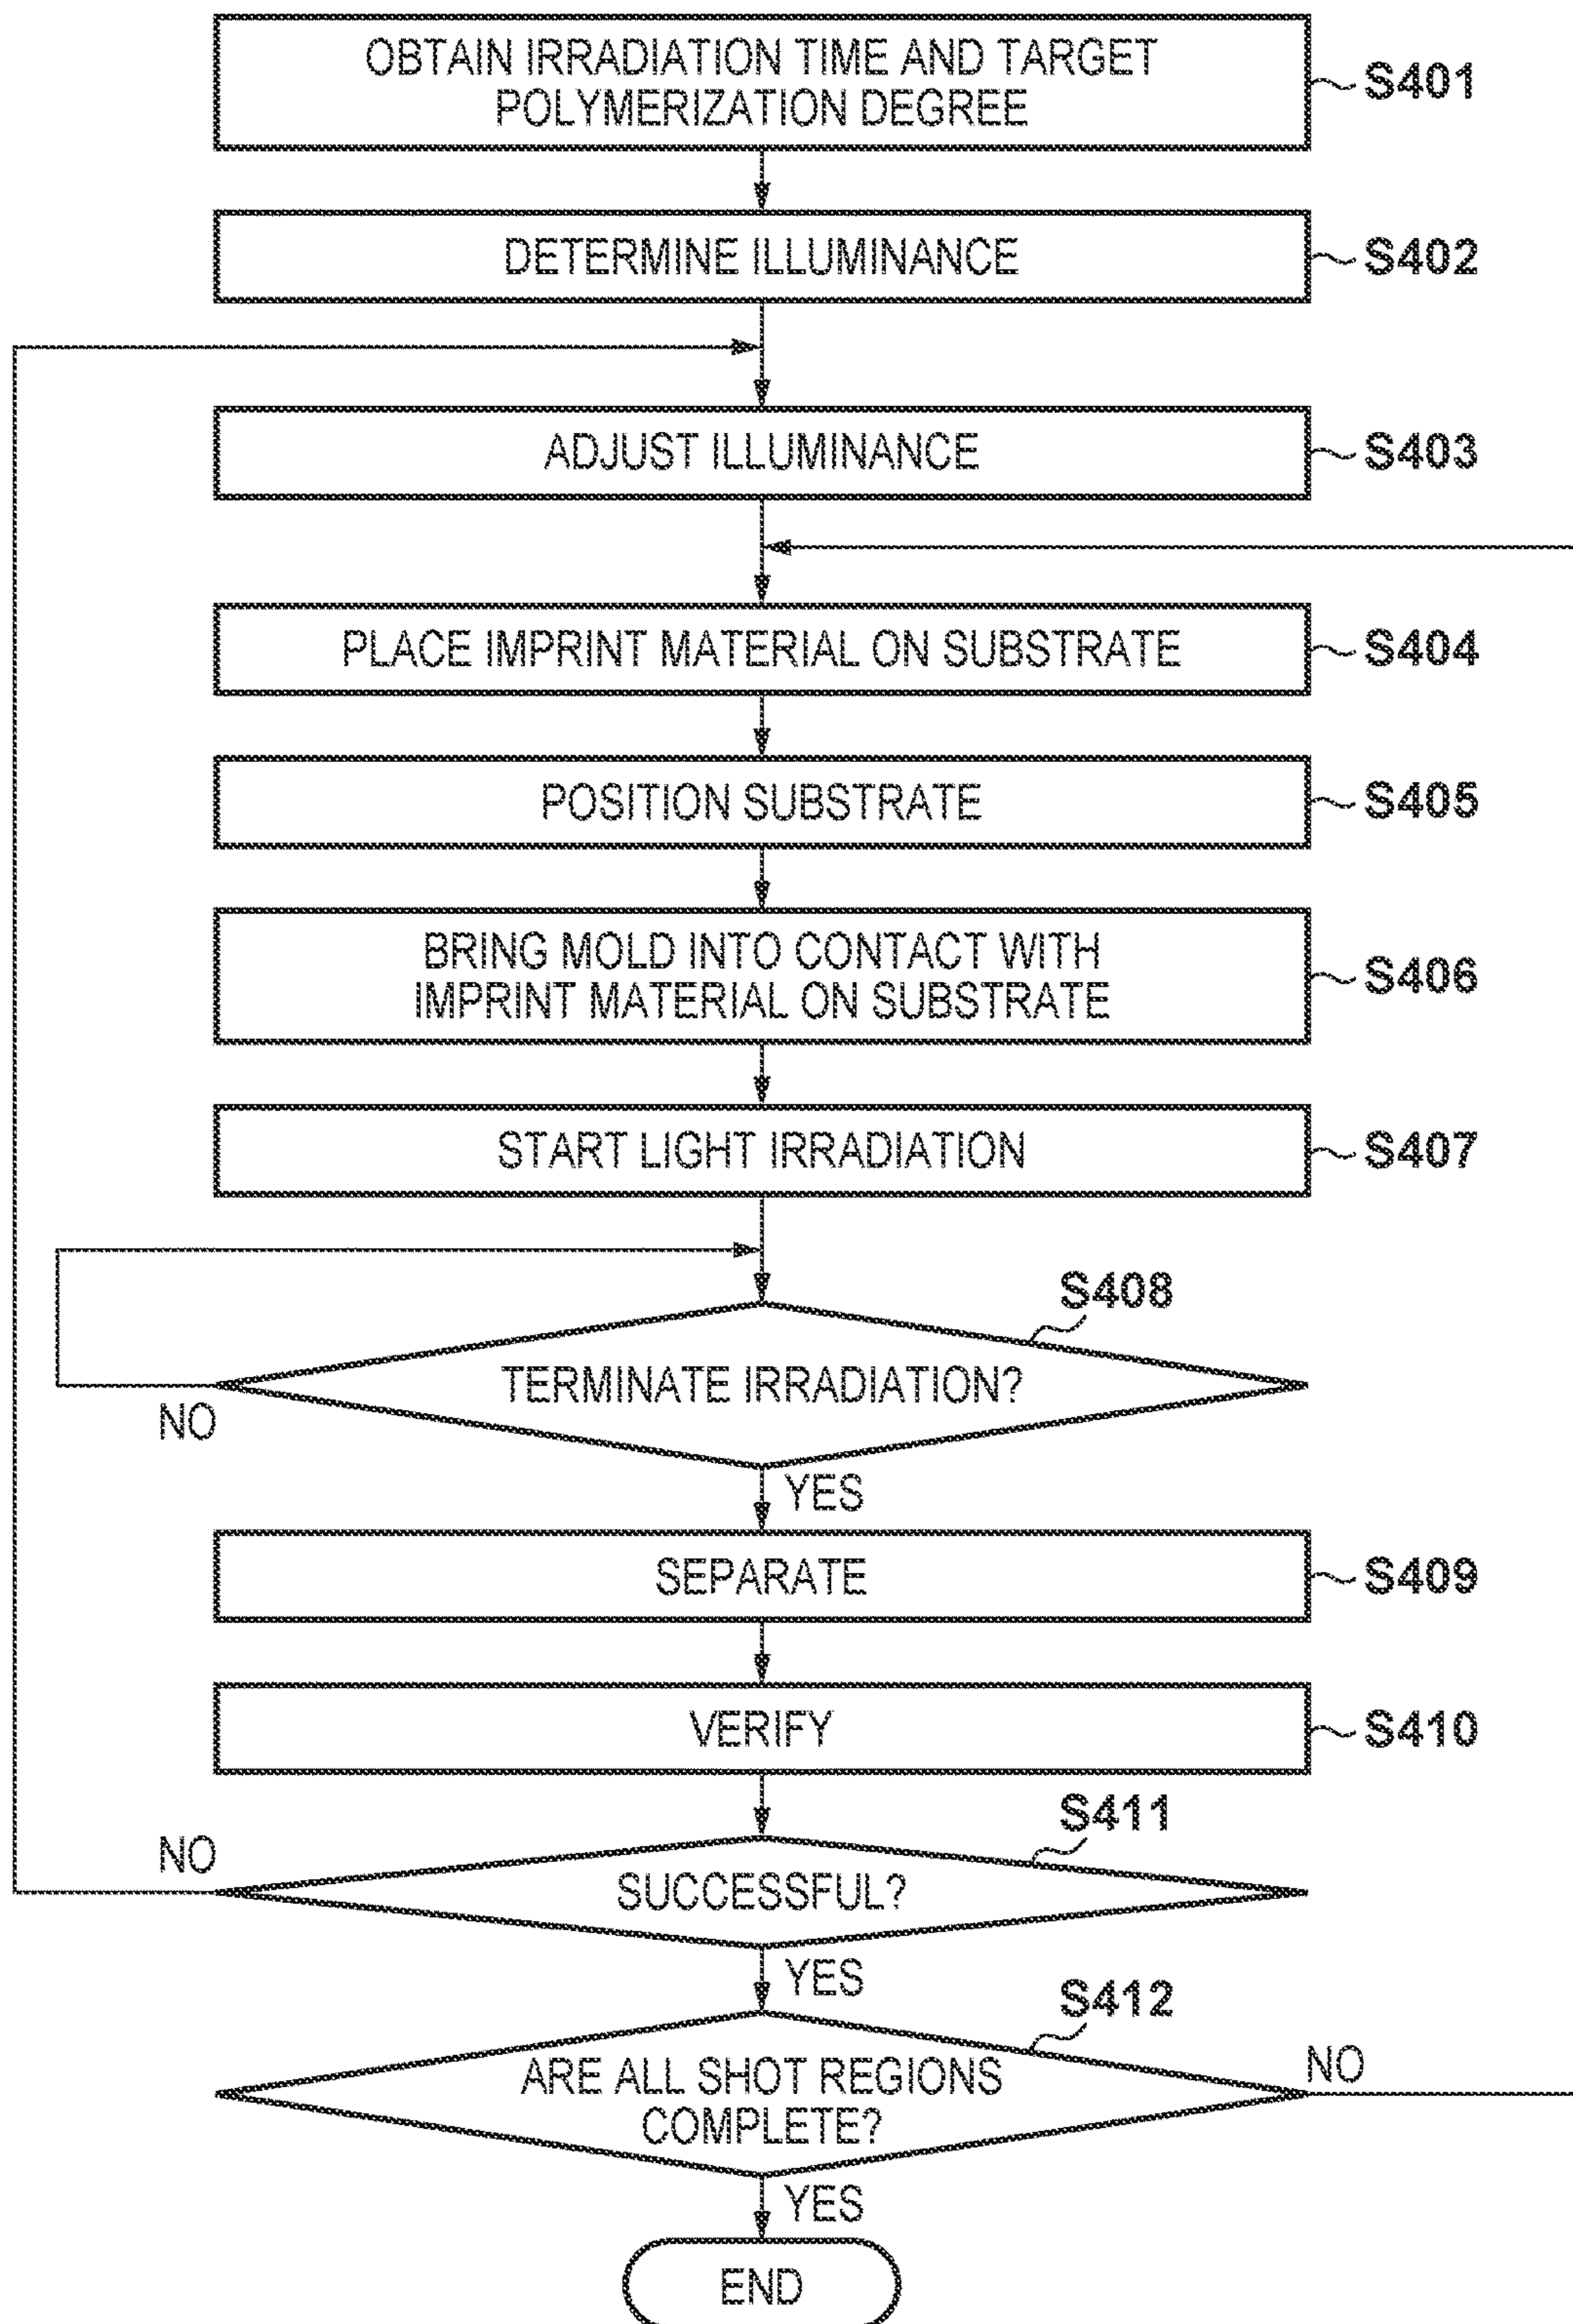 OBTAIN IRRADIATION TIME AND TARGET
POLYMERIZATION DEGREE
S401
DETERMINE ILLUMINANCE
S402
ADJUST ILLUMINANCE
S403
PLACE IMPRINT MATERIAL ON SUBSTRATE
S404
POSITION SUBSTRATE
S405
BRING MOLD INTO CONTACT WITH
IMPRINT MATERIAL ON SUBSTRATE
S406
START LIGHT IRRADIATION
S407
S408
TERMINATE IRRADIATION?
NO
YES
SEPARATE
S409
VERIFY
S410
S411
NO
SUCCESSFUL?
YES
S412
ARE ALL SHOT REGIONS
COMPLETE?
NO
YES
END